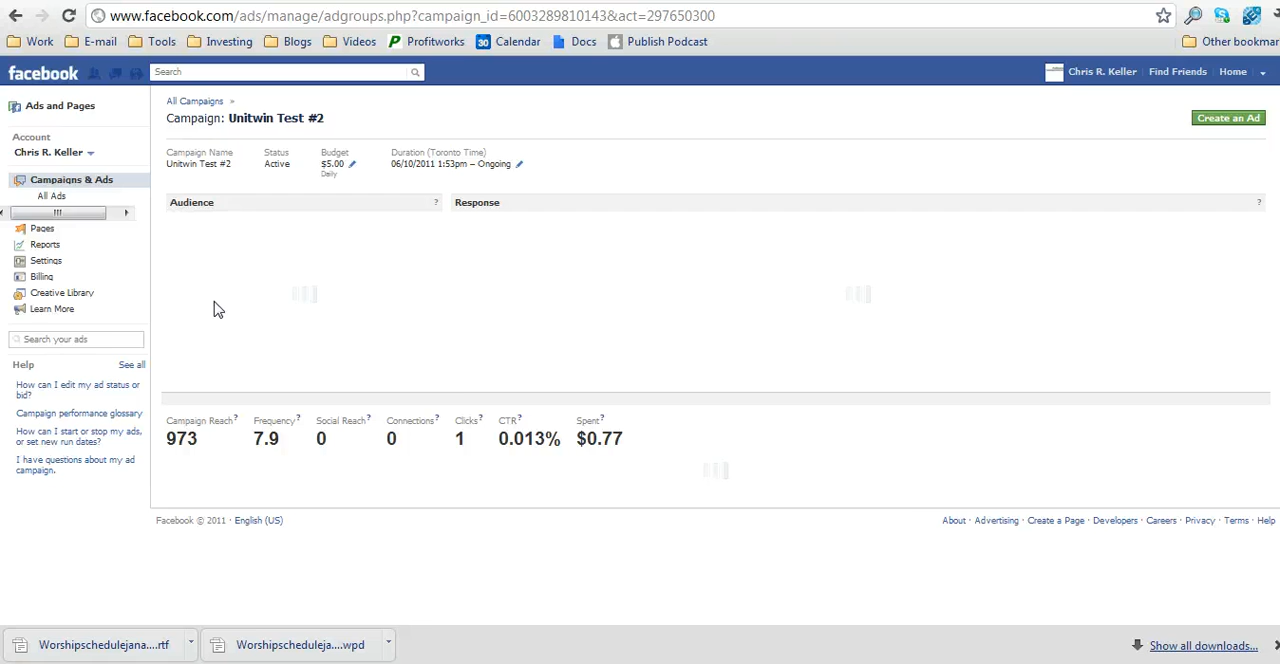 www.facebook.com/ads/manage/adgroups.php?campaign_id=6003289810143&act=297650300
Work E-mail Tools Investing Blogs Videos Profitworks 30 Calendar Docs Publish Podcast Other bookmar
facebook Search Chris R. Keller Find Friends Home
Ads and Pages
Account
Chris R. Keller
Campaigns & Ads
All Ads
Pages
Reports
Settings
Billing
Creative Library
Learn More
Search your ads
Help See all
How can I edit my ad status or
bid?
Campaign performance glossary
How can I start or stop my ads,
or set new run dates?
I have questions about my ad
campaign.
All Campaigns »
Campaign: Unitwin Test #2
Create an Ad
Campaign Name Status Budget Duration (Toronto Time)
Unitwin Test #2 Active $5.00 06/10/2011 1:53pm – Ongoing
Daily
Audience ? Response ?
Campaign Reach? Frequency? Social Reach? Connections? Clicks? CTR? Spent?
973 7.9 0 0 1 0.013% $0.77
Facebook © 2011 · English (US)
About · Advertising · Create a Page · Developers · Careers · Privacy · Terms · Help
Worshipschedulejana....rtf Worshipscheduleja....wpd Show all downloads...